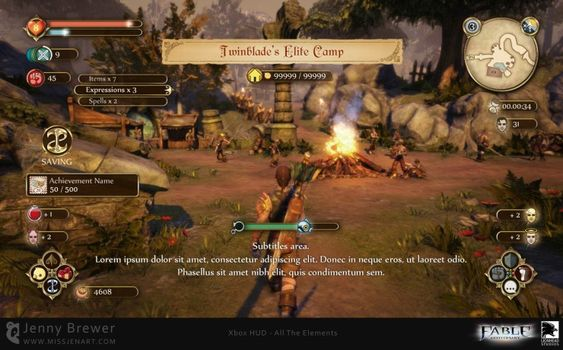 Twinblade's Elite Camp
3
9
99999 / 99999
45
Items x 7
Expressions x 3
Spells x 2
00.00:34
31
SAVING
Achievement Name
50 / 500
+1
+2
+2
+2
Subtitles area.
Lorem ipsum dolor sit amet, consectetur adipiscing elit. Donec in neque eros, ut laoreet odio.
Phasellus sit amet nibh elit, quis condimentum sem.
4608
Jenny Brewer
WWW.MISSJENART.COM
Xbox HUD - All The Elements
FABLE
ANNIVERSARY
LIONHEAD
STUDIOS